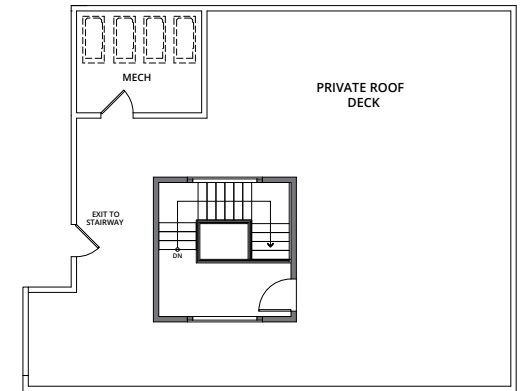 MECH
PRIVATE ROOF
DECK
EXIT TO
STAIRWAY
DN